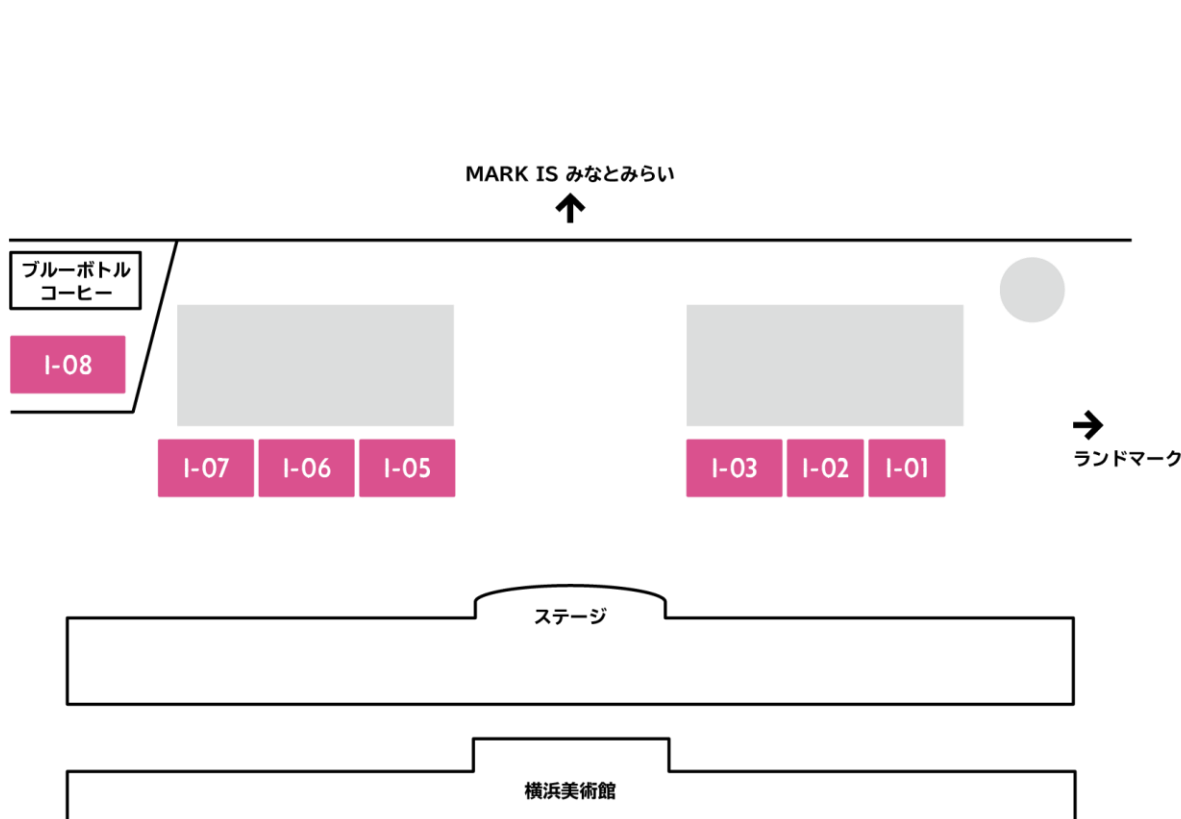 MARK IS みなとみらい
ブルーボトル
コーヒー
I-08
ランドマーク
I-07 I-06 I-05 I-03 I-02 I-01
ステージ
横浜美術館